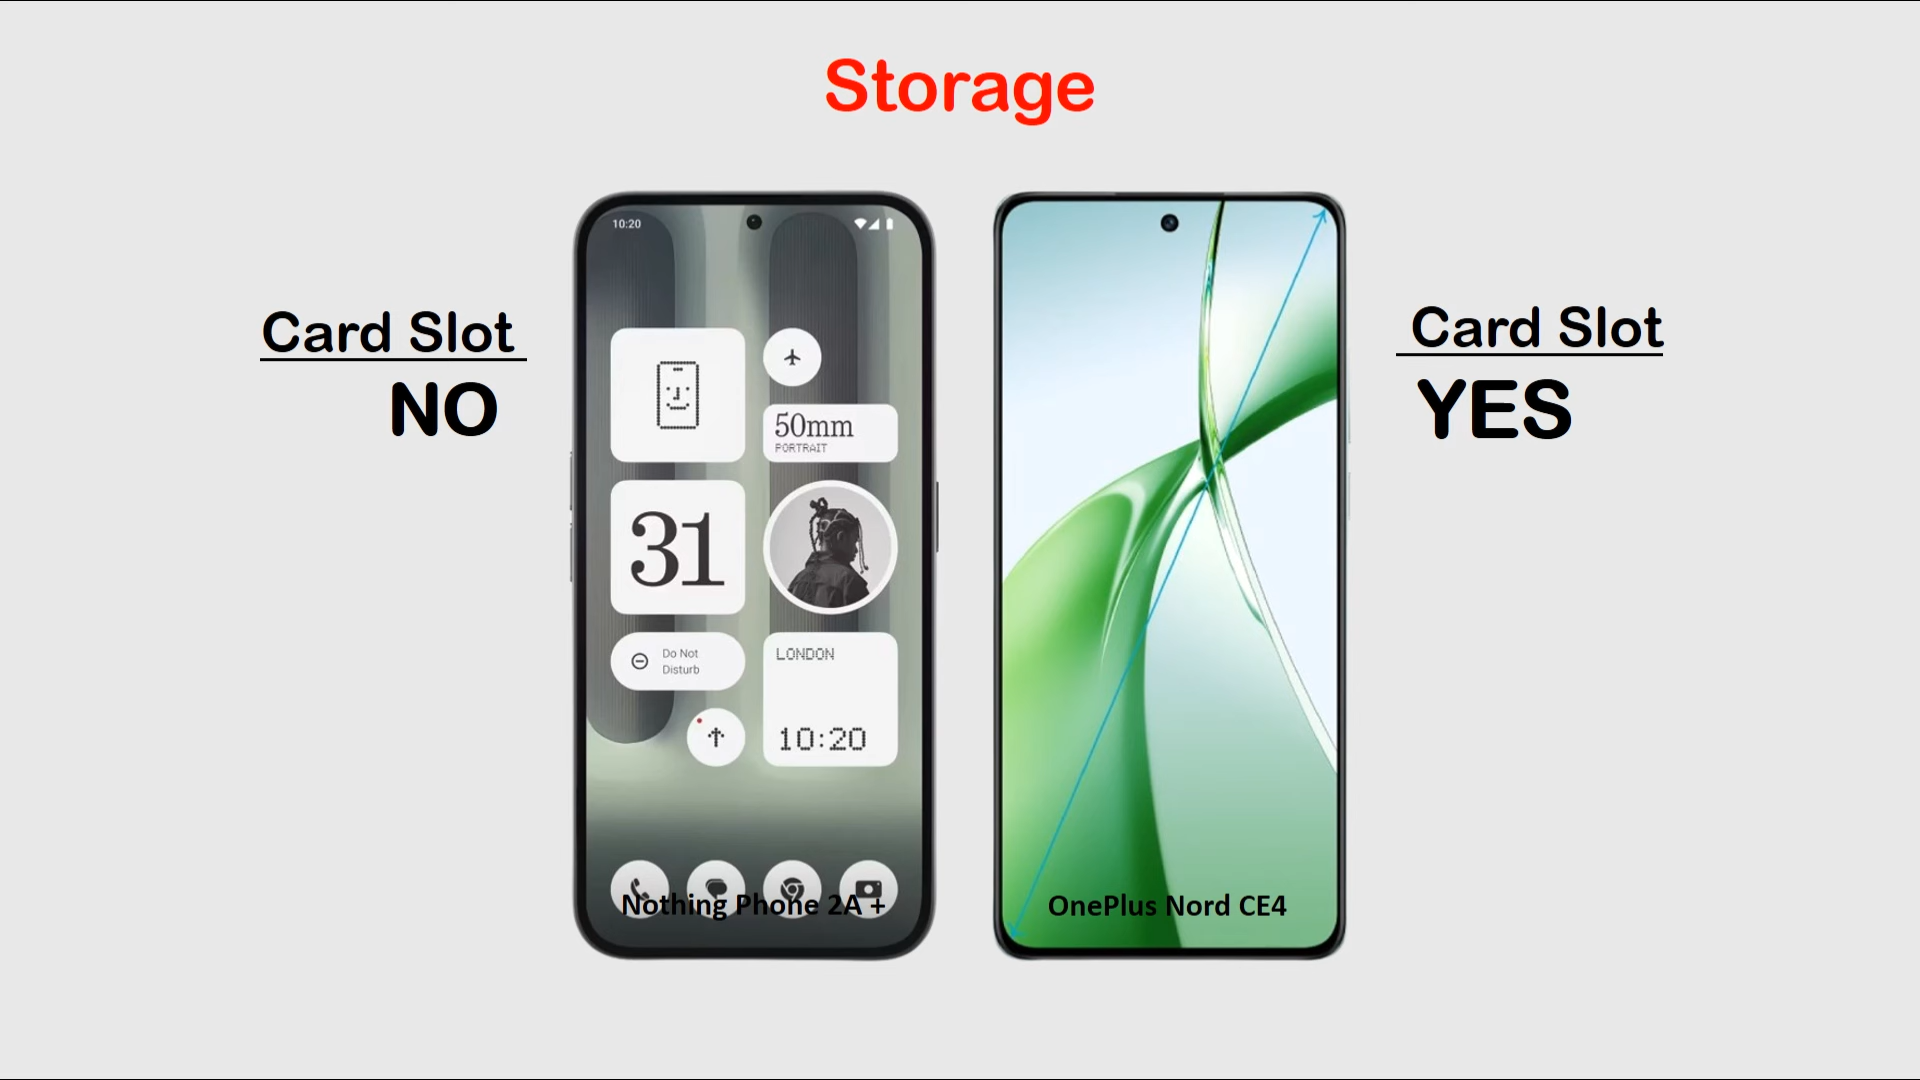 Storage
Card Slot
NO
Card Slot
YES
10:20
50mm
PORTRAIT
31
Do Not
Disturb
LONDON
10:20
Nothing Phone 2A +
OnePlus Nord CE4